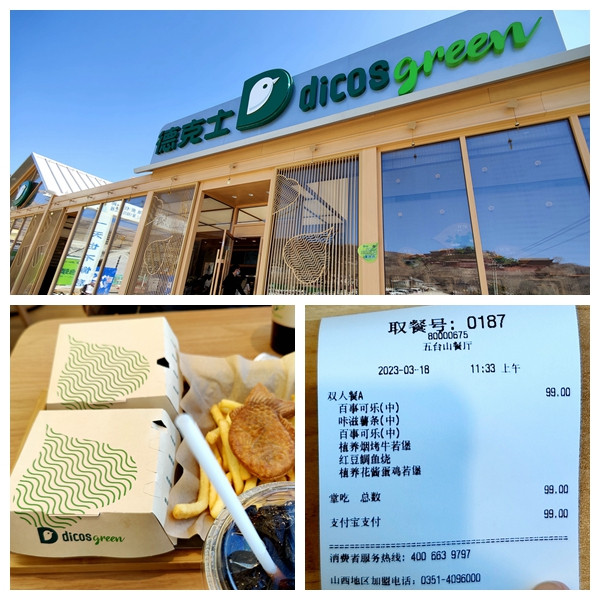 德克士 D dicos green
D dicos green
取餐号: 0187
80000675
五台山餐厅
2023-03-18 11:33 上午
双人餐A 99.00
百事可乐(中)
咔滋薯条(中)
百事可乐(中)
植养烟烤牛若堡
红豆鲷鱼烧
植养花酱蛋鸡若堡
堂吃 总数 99.00
支付宝支付 99.00
消费者服务热线: 400 663 9797
山西地区加盟电话: 0351-4096000